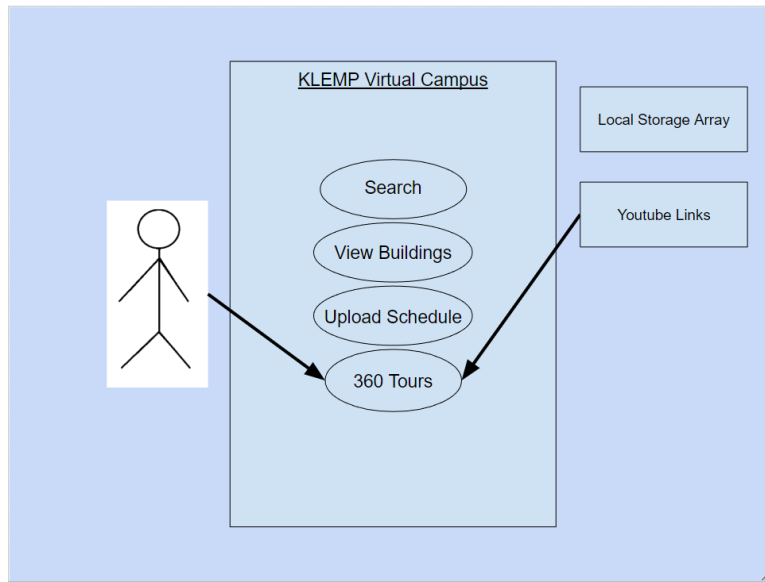 KLEMP Virtual Campus
Local Storage Array
Search
Youtube Links
View Buildings
Upload Schedule
360 Tours